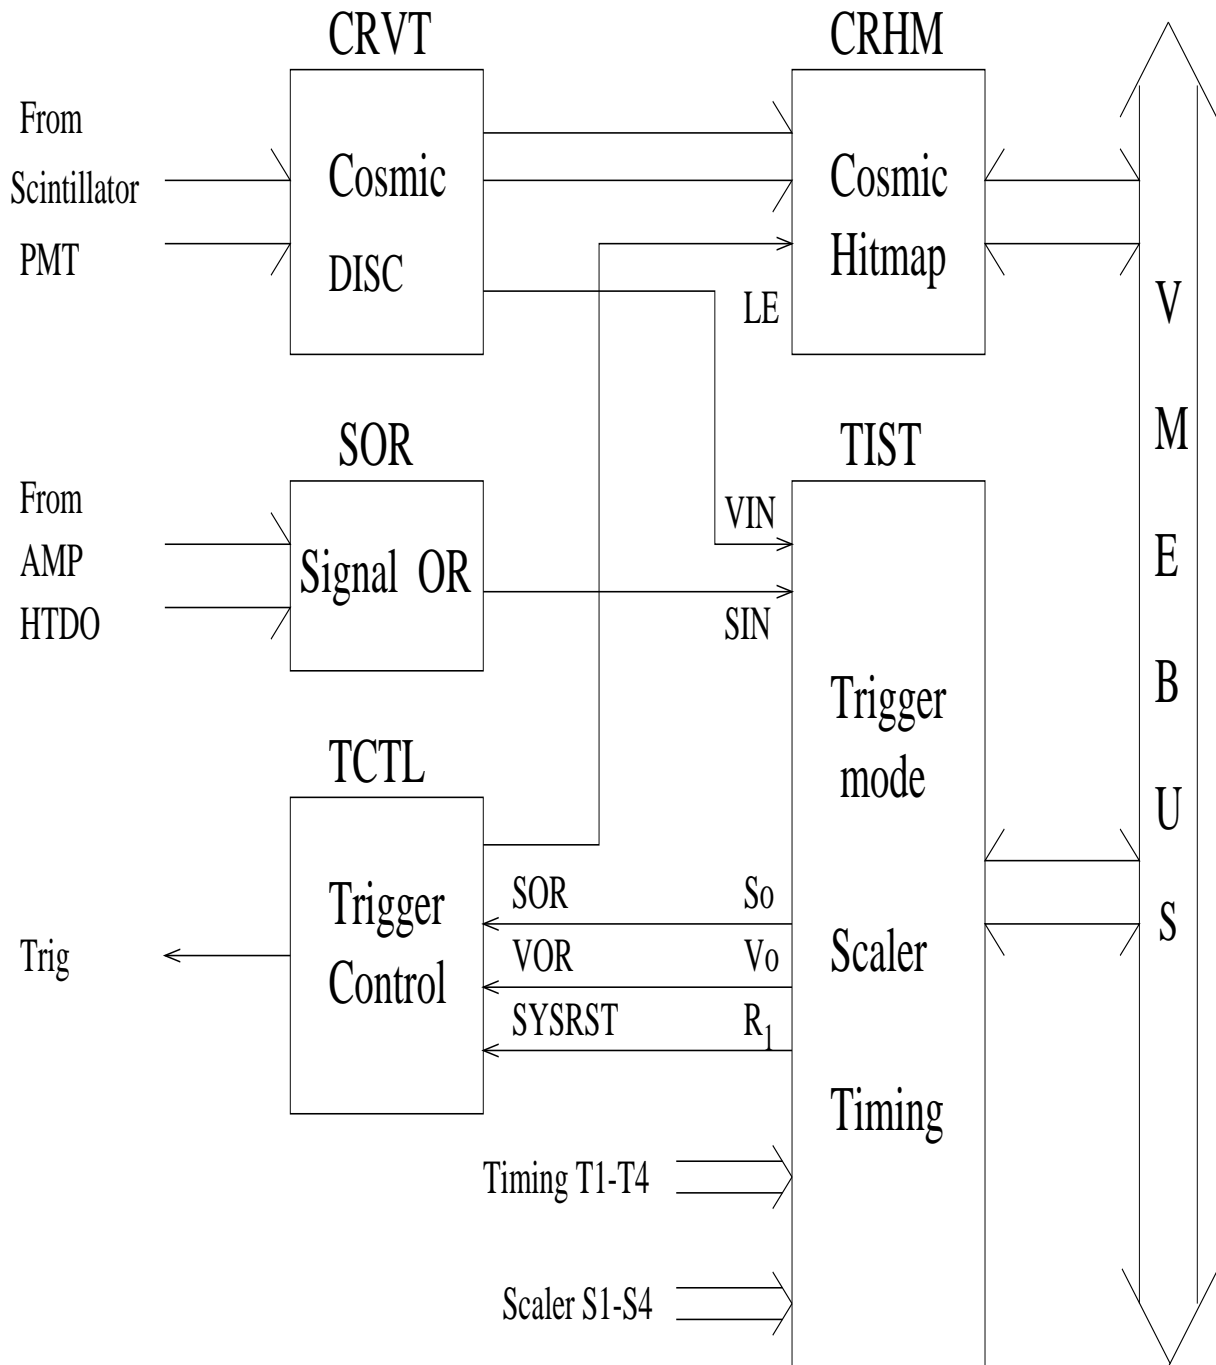 CRVT
CRHM
From
Scintillator
PMT
Cosmic
DISC
Cosmic
Hitmap
LE
SOR
TIST
From
AMP
HTDO
Signal OR
VIN
SIN
TCTL
Trigger
Control
Trig
SOR
VOR
SYSRST
So
Vo
R1
Trigger
mode
Scaler
Timing
Timing T1-T4
Scaler S1-S4
V
M
E
B
U
S